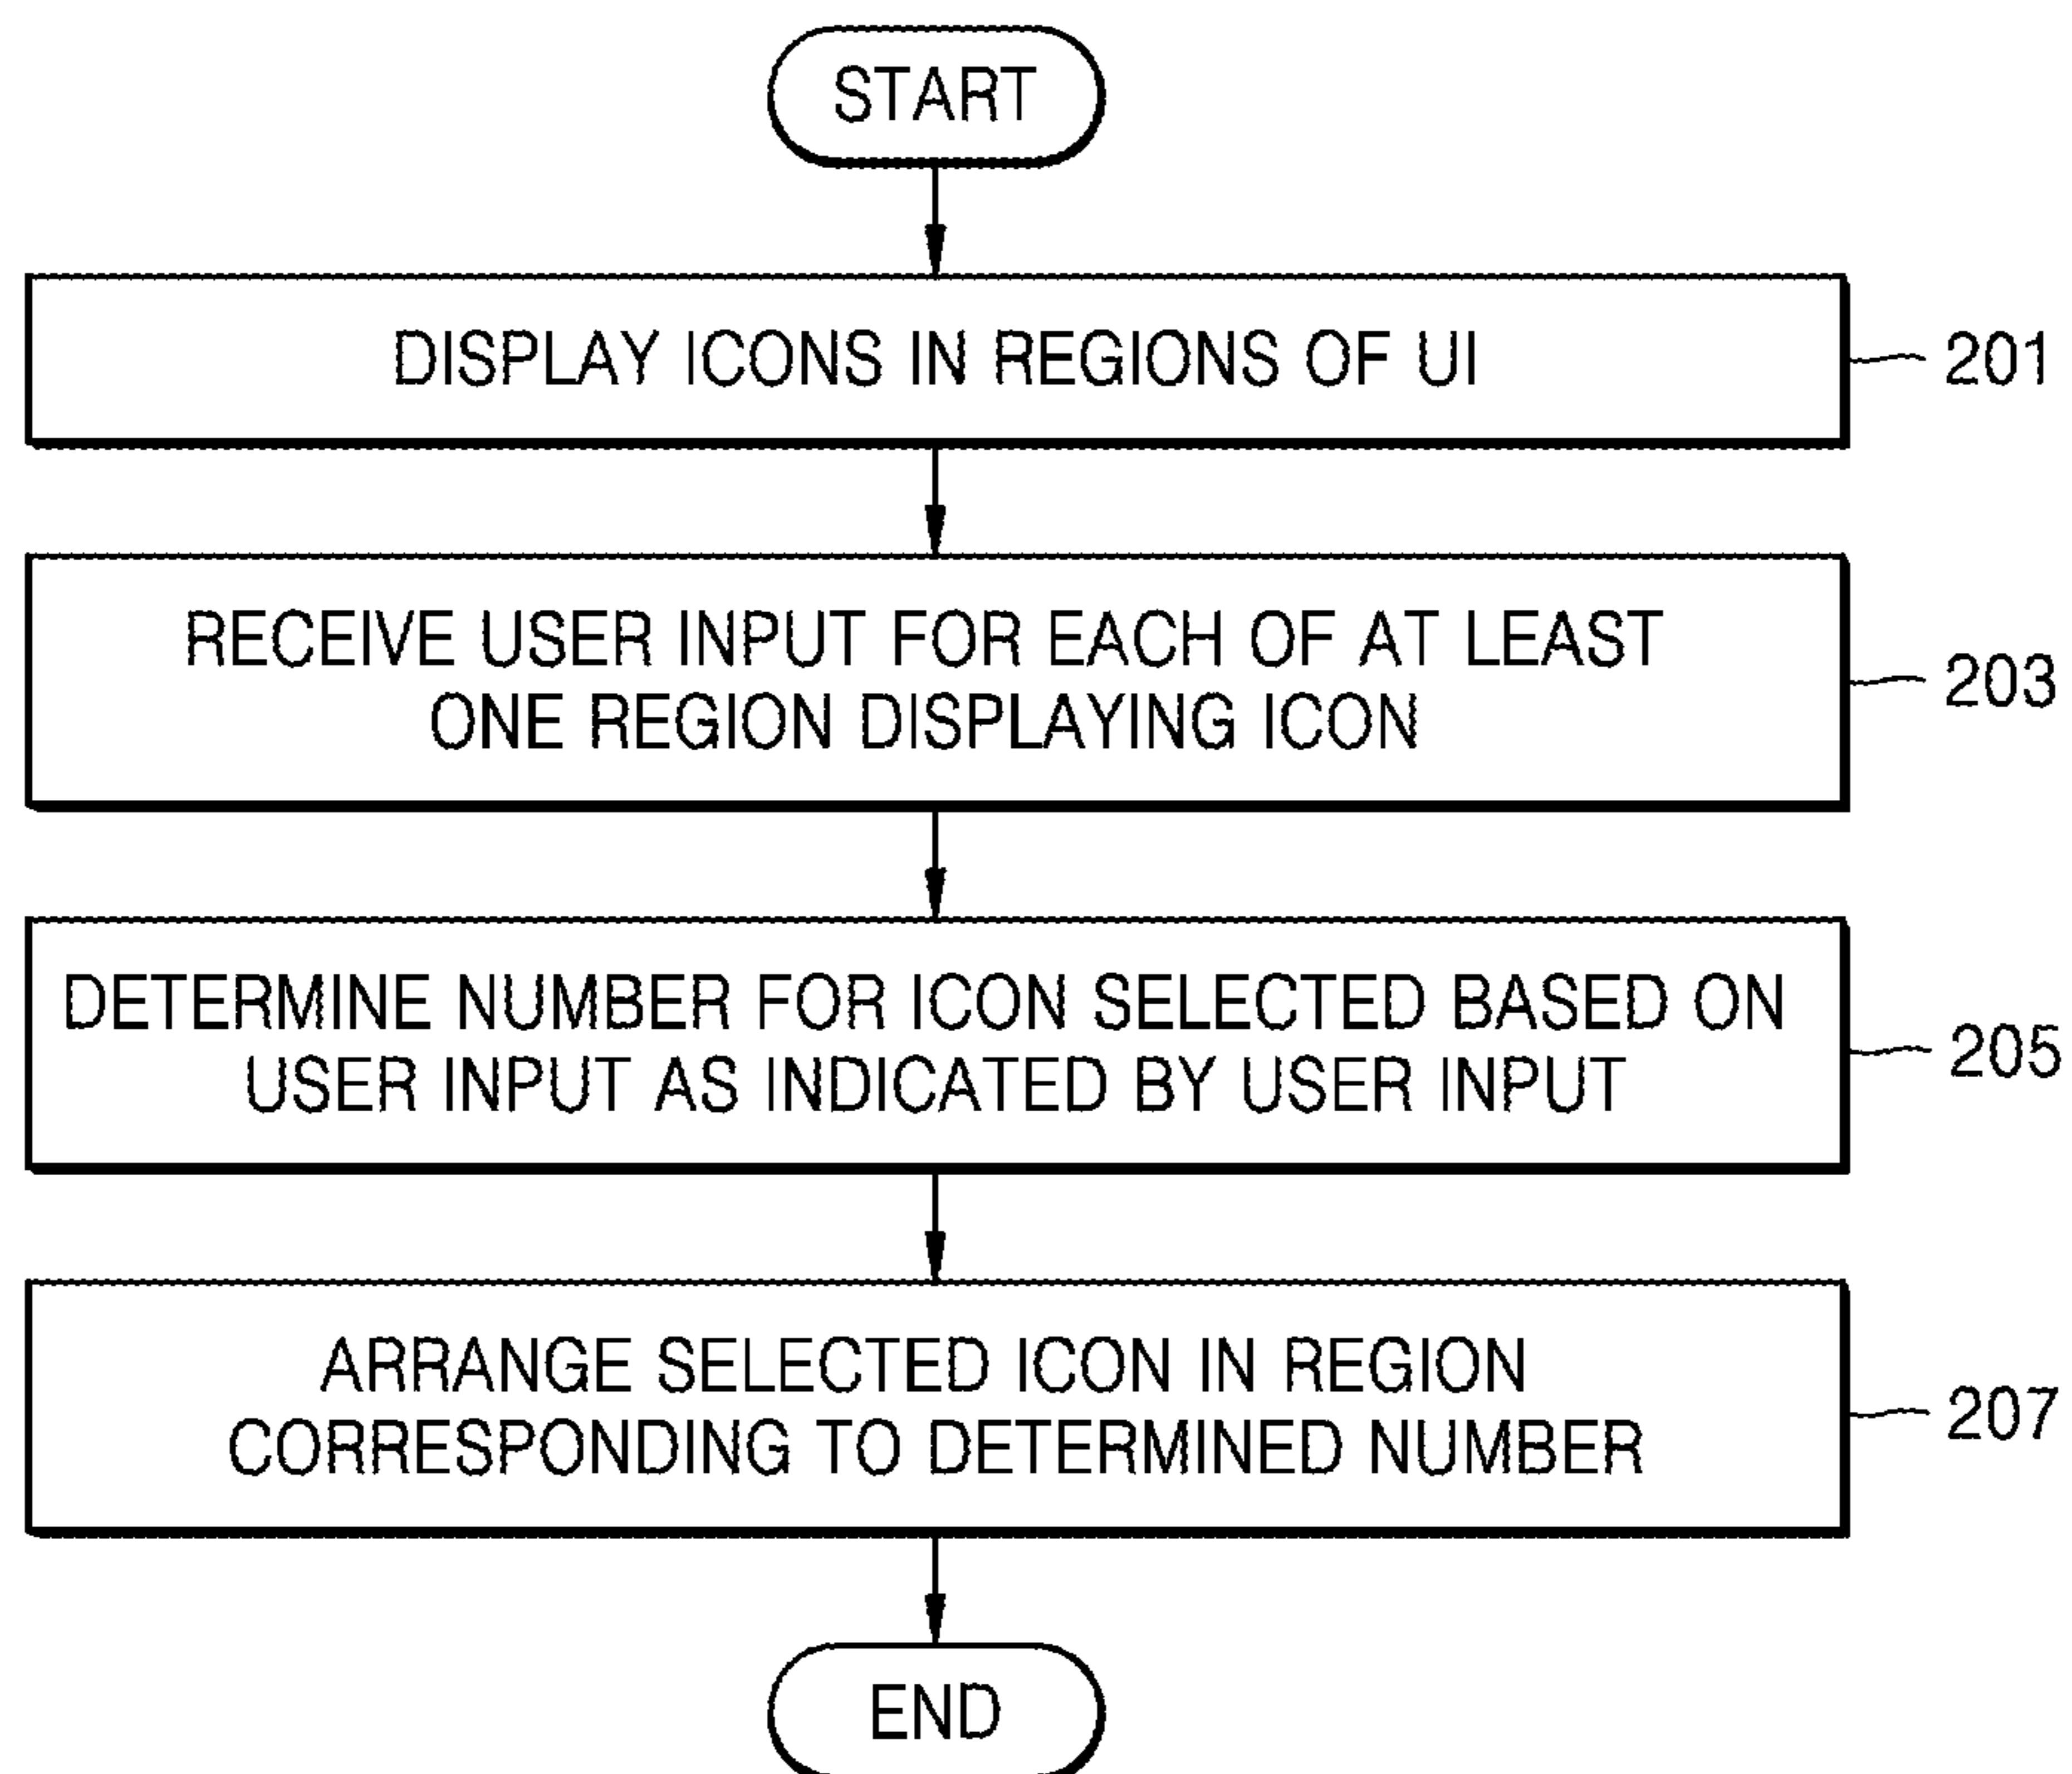 START
DISPLAY ICONS IN REGIONS OF UI
201
RECEIVE USER INPUT FOR EACH OF AT LEAST
ONE REGION DISPLAYING ICON
203
DETERMINE NUMBER FOR ICON SELECTED BASED ON
USER INPUT AS INDICATED BY USER INPUT
205
ARRANGE SELECTED ICON IN REGION
CORRESPONDING TO DETERMINED NUMBER
207
END